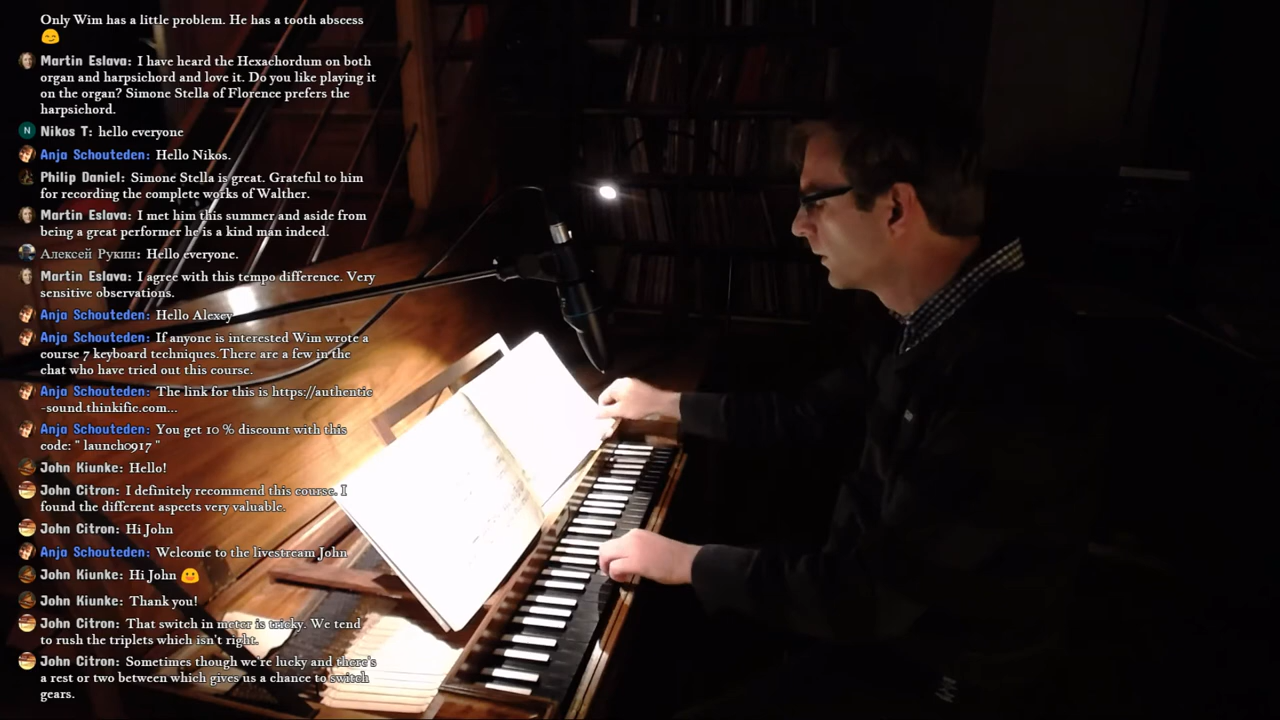 Only Wim has a little problem. He has a tooth abscess
😊
Martin Eslava: I have heard the Hexachordum on both
organ and harpsichord and love it. Do you like playing it
on the organ? Simone Stella of Florence prefers the
harpsichord.
N Nikos T: hello everyone
Anja Schouteden: Hello Nikos.
Philip Daniel: Simone Stella is great. Grateful to him
for recording the complete works of Walther.
Martin Eslava: I met him this summer and aside from
being a great performer he is a kind man indeed.
Алексей Рукин: Hello everyone.
Martin Eslava: I agree with this tempo difference. Very
sensitive observations.
Anja Schouteden: Hello Alexey
Anja Schouteden: If anyone is interested Wim wrote a
course 7 keyboard techniques.There are a few in the
chat who have tried out this course.
Anja Schouteden: The link for this is https://authentic
-sound.thinkific.com...
Anja Schouteden: You get 10 % discount with this
code: " launch0917 "
John Kiunke: Hello!
John Citron: I definitely recommend this course. I
found the different aspects very valuable.
John Citron: Hi John
Anja Schouteden: Welcome to the livestream John
John Kiunke: Hi John 🙂
John Kiunke: Thank you!
John Citron: That switch in meter is tricky. We tend
to rush the triplets which isn't right.
John Citron: Sometimes though we're lucky and there's
a rest or two between which gives us a chance to switch
gears.